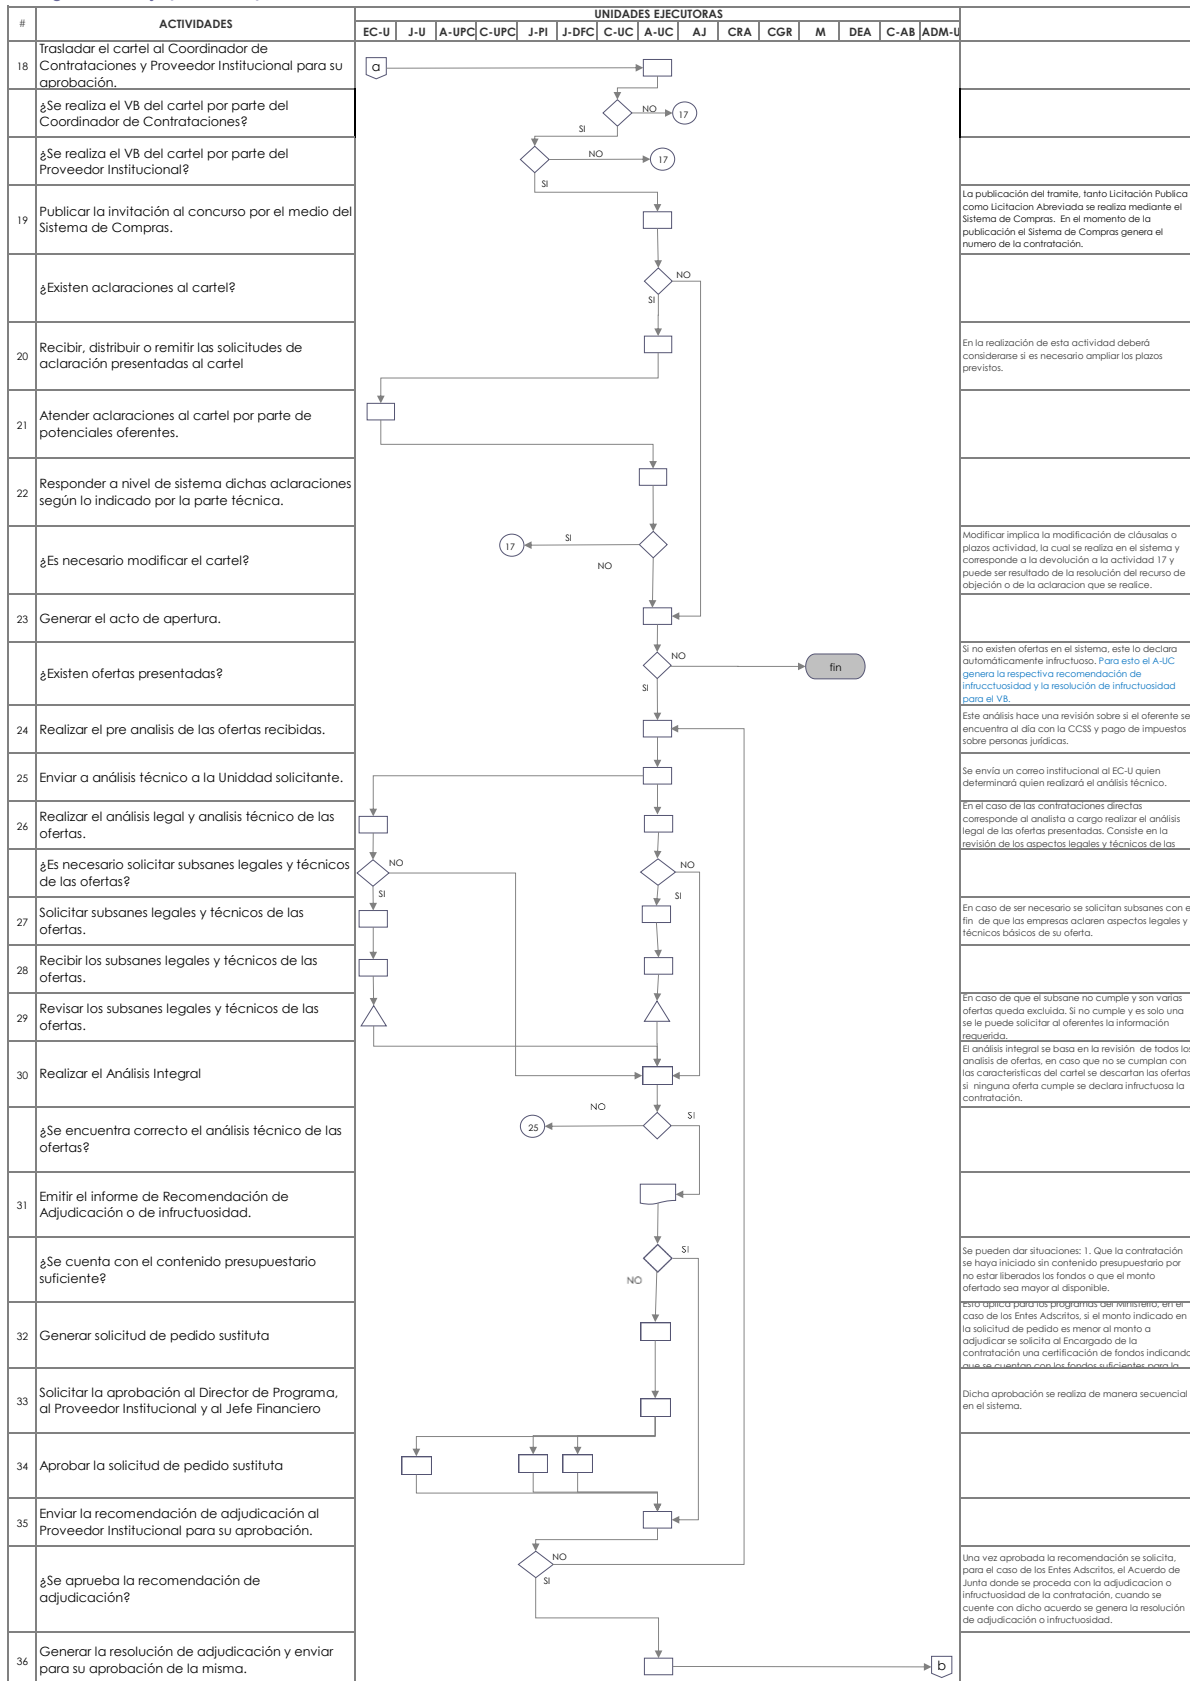 #
ACTIVIDADES
UNIDADES EJECUTORAS
EC-U J-U A-UPC C-UPC J-PI J-DFC C-UC A-UC AJ CRA CGR M DEA C-AB ADM-U
18
Trasladar el cartel al Coordinador de
Contrataciones y Proveedor Institucional para su
aprobación.
a
¿Se realiza el VB del cartel por parte del
Coordinador de Contrataciones?
NO
17
SI
¿Se realiza el VB del cartel por parte del
Proveedor Institucional?
NO
17
SI
19
Publicar la invitación al concurso por el medio del
Sistema de Compras.
La publicación del tramite, tanto Licitación Publica
como Licitacion Abreviada se realiza mediante el
Sistema de Compras. En el momento de la
publicación el Sistema de Compras genera el
numero de la contratación.
¿Existen aclaraciones al cartel?
NO
SI
20
Recibir, distribuir o remitir las solicitudes de
aclaración presentadas al cartel
En la realización de esta actividad deberá
considerarse si es necesario ampliar los plazos
previstos.
21
Atender aclaraciones al cartel por parte de
potenciales oferentes.
22
Responder a nivel de sistema dichas aclaraciones
según lo indicado por la parte técnica.
¿Es necesario modificar el cartel?
17
SI
NO
Modificar implica la modificación de cláusalas o
plazos actividad, la cual se realiza en el sistema y
corresponde a la devolución a la actividad 17 y
puede ser resultado de la resolución del recurso de
objeción o de la aclaracion que se realice.
23
Generar el acto de apertura.
¿Existen ofertas presentadas?
NO
fin
SI
Si no existen ofertas en el sistema, este lo declara
automáticamente infructuoso. Para esto el A-UC
genera la respectiva recomendación de
infrucctuosidad y la resolución de infructuosidad
para el VB.
24
Realizar el pre analisis de las ofertas recibidas.
Este análisis hace una revisión sobre si el oferente se
encuentra al día con la CCSS y pago de impuestos
sobre personas jurídicas.
25
Enviar a análisis técnico a la Uniddad solicitante.
Se envía un correo institucional al EC-U quien
determinará quien realizará el análisis técnico.
26
Realizar el análisis legal y analisis técnico de las
ofertas.
En el caso de las contrataciones directas
corresponde al analista a cargo realizar el análisis
legal de las ofertas presentadas. Consiste en la
revisión de los aspectos legales y técnicos de las
¿Es necesario solicitar subsanes legales y técnicos
de las ofertas?
NO
SI
NO
SI
27
Solicitar subsanes legales y técnicos de las
ofertas.
En caso de ser necesario se solicitan subsanes con e
fin de que las empresas aclaren aspectos legales y
técnicos básicos de su oferta.
28
Recibir los subsanes legales y técnicos de las
ofertas.
29
Revisar los subsanes legales y técnicos de las
ofertas.
En caso de que el subsane no cumple y son varias
ofertas queda excluida. Si no cumple y es solo una
se le puede solicitar al oferentes la información
requerida.
30
Realizar el Análisis Integral
El análisis integral se basa en la revisión de todos los
analisis de ofertas, en caso que no se cumplan con
las caracteristicas del cartel se descartan las ofertas
si ninguna oferta cumple se declara infructuosa la
contratación.
¿Se encuentra correcto el análisis técnico de las
ofertas?
NO
25
SI
31
Emitir el informe de Recomendación de
Adjudicación o de infructuosidad.
¿Se cuenta con el contenido presupuestario
suficiente?
SI
NO
Se pueden dar situaciones: 1. Que la contratación
se haya iniciado sin contenido presupuestario por
no estar liberados los fondos o que el monto
ofertado sea mayor al disponible.
32
Generar solicitud de pedido sustituta
Esto aplica para los programas del Ministerio, en el
caso de los Entes Adscritos, si el monto indicado en
la solicitud de pedido es menor al monto a
adjudicar se solicita al Encargado de la
contratación una certificación de fondos indicando
que se cuentan con los fondos suficientes para la
33
Solicitar la aprobación al Director de Programa,
al Proveedor Institucional y al Jefe Financiero
Dicha aprobación se realiza de manera secuencial
en el sistema.
34
Aprobar la solicitud de pedido sustituta
35
Enviar la recomendación de adjudicación al
Proveedor Institucional para su aprobación.
¿Se aprueba la recomendación de
adjudicación?
NO
SI
Una vez aprobada la recomendación se solicita,
para el caso de los Entes Adscritos, el Acuerdo de
Junta donde se proceda con la adjudicacion o
infructuosidad de la contratación, cuando se
cuente con dicho acuerdo se genera la resolución
de adjudicación o infructuosidad.
36
Generar la resolución de adjudicación y enviar
para su aprobación de la misma.
b